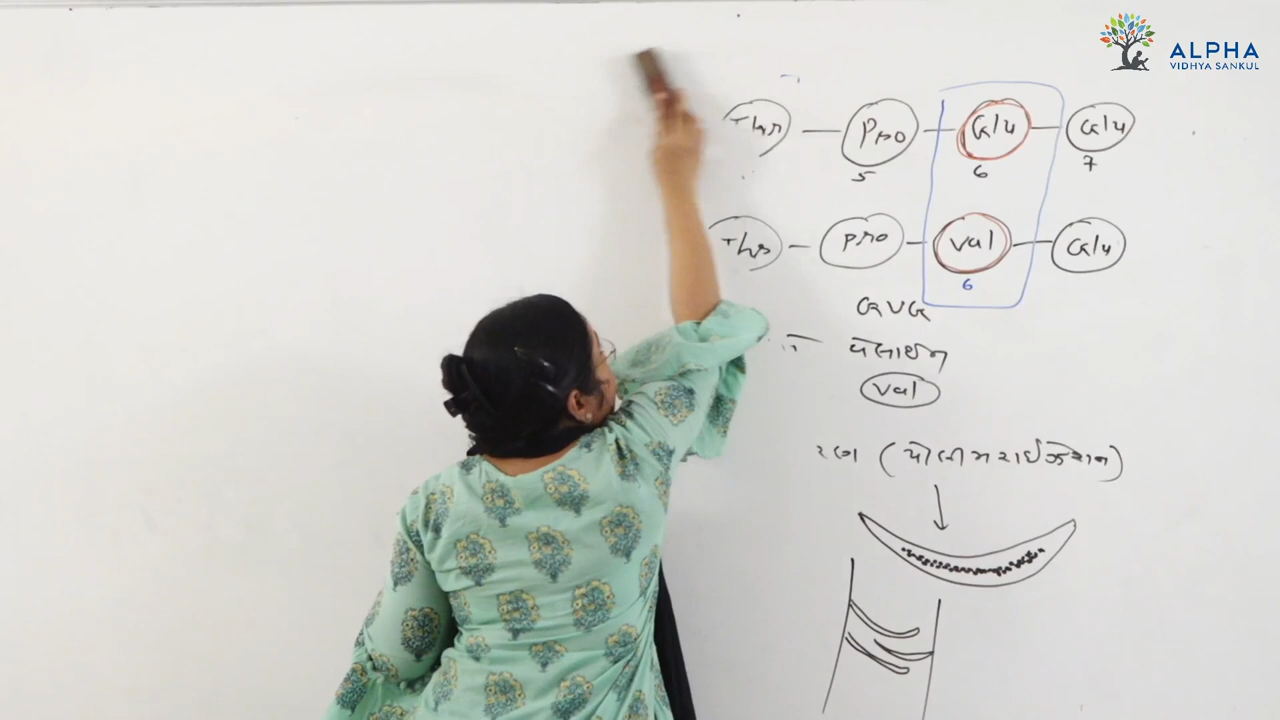 ALPHA
VIDHYA SANKUL
Thr — Pro — Glu — Glu
5 6 7
Thr — Pro — Val — Glu
6
GUG
વેલાઈન
Val
(પોલીમરાઈઝેશન)